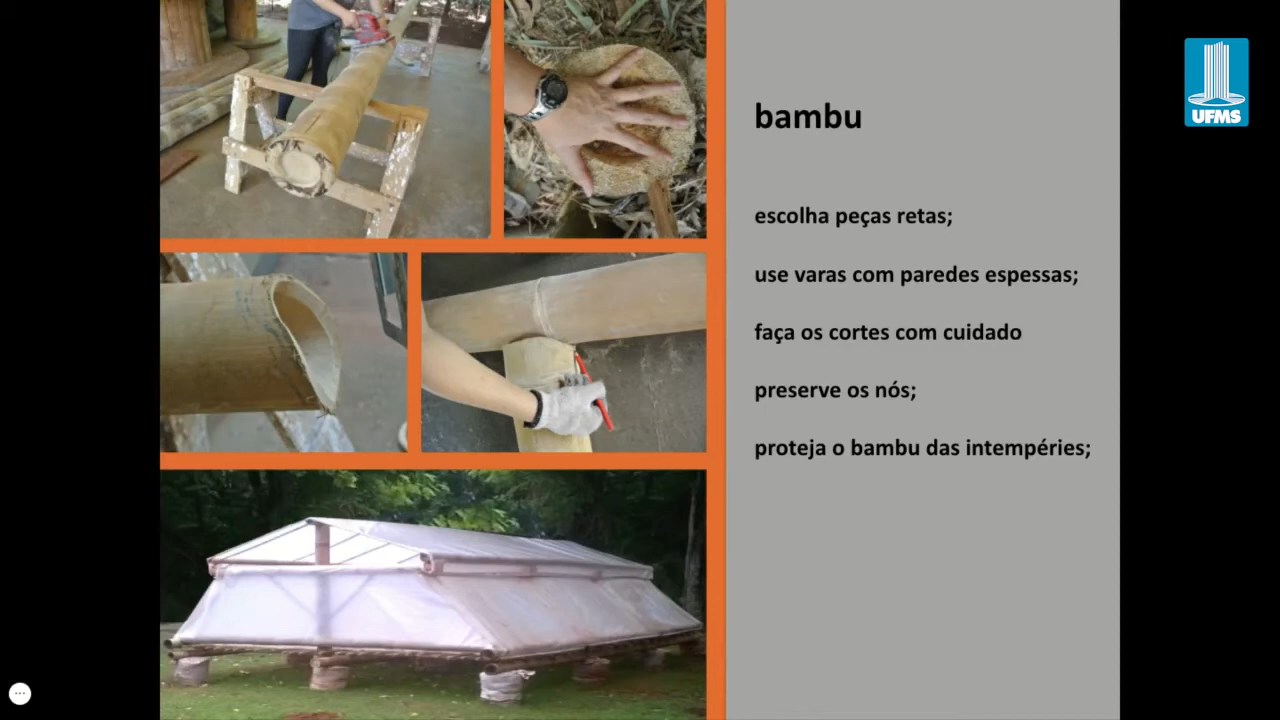 bambu
escolha peças retas;
use varas com paredes espessas;
faça os cortes com cuidado
preserve os nós;
proteja o bambu das intempéries;
UFMS